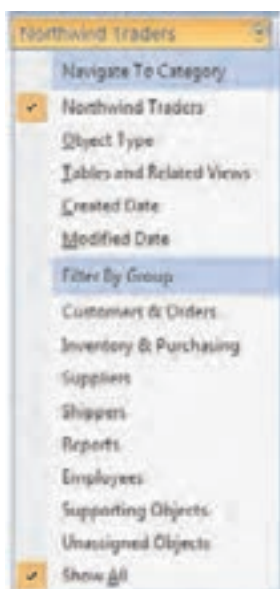 Northwind Traders
Navigate To Category
Northwind Traders
Object Type
Tables and Related Views
Created Date
Modified Date
Filter By Group
Customers & Orders
Inventory & Purchasing
Suppliers
Shippers
Reports
Employees
Supporting Objects
Unassigned Objects
Show All